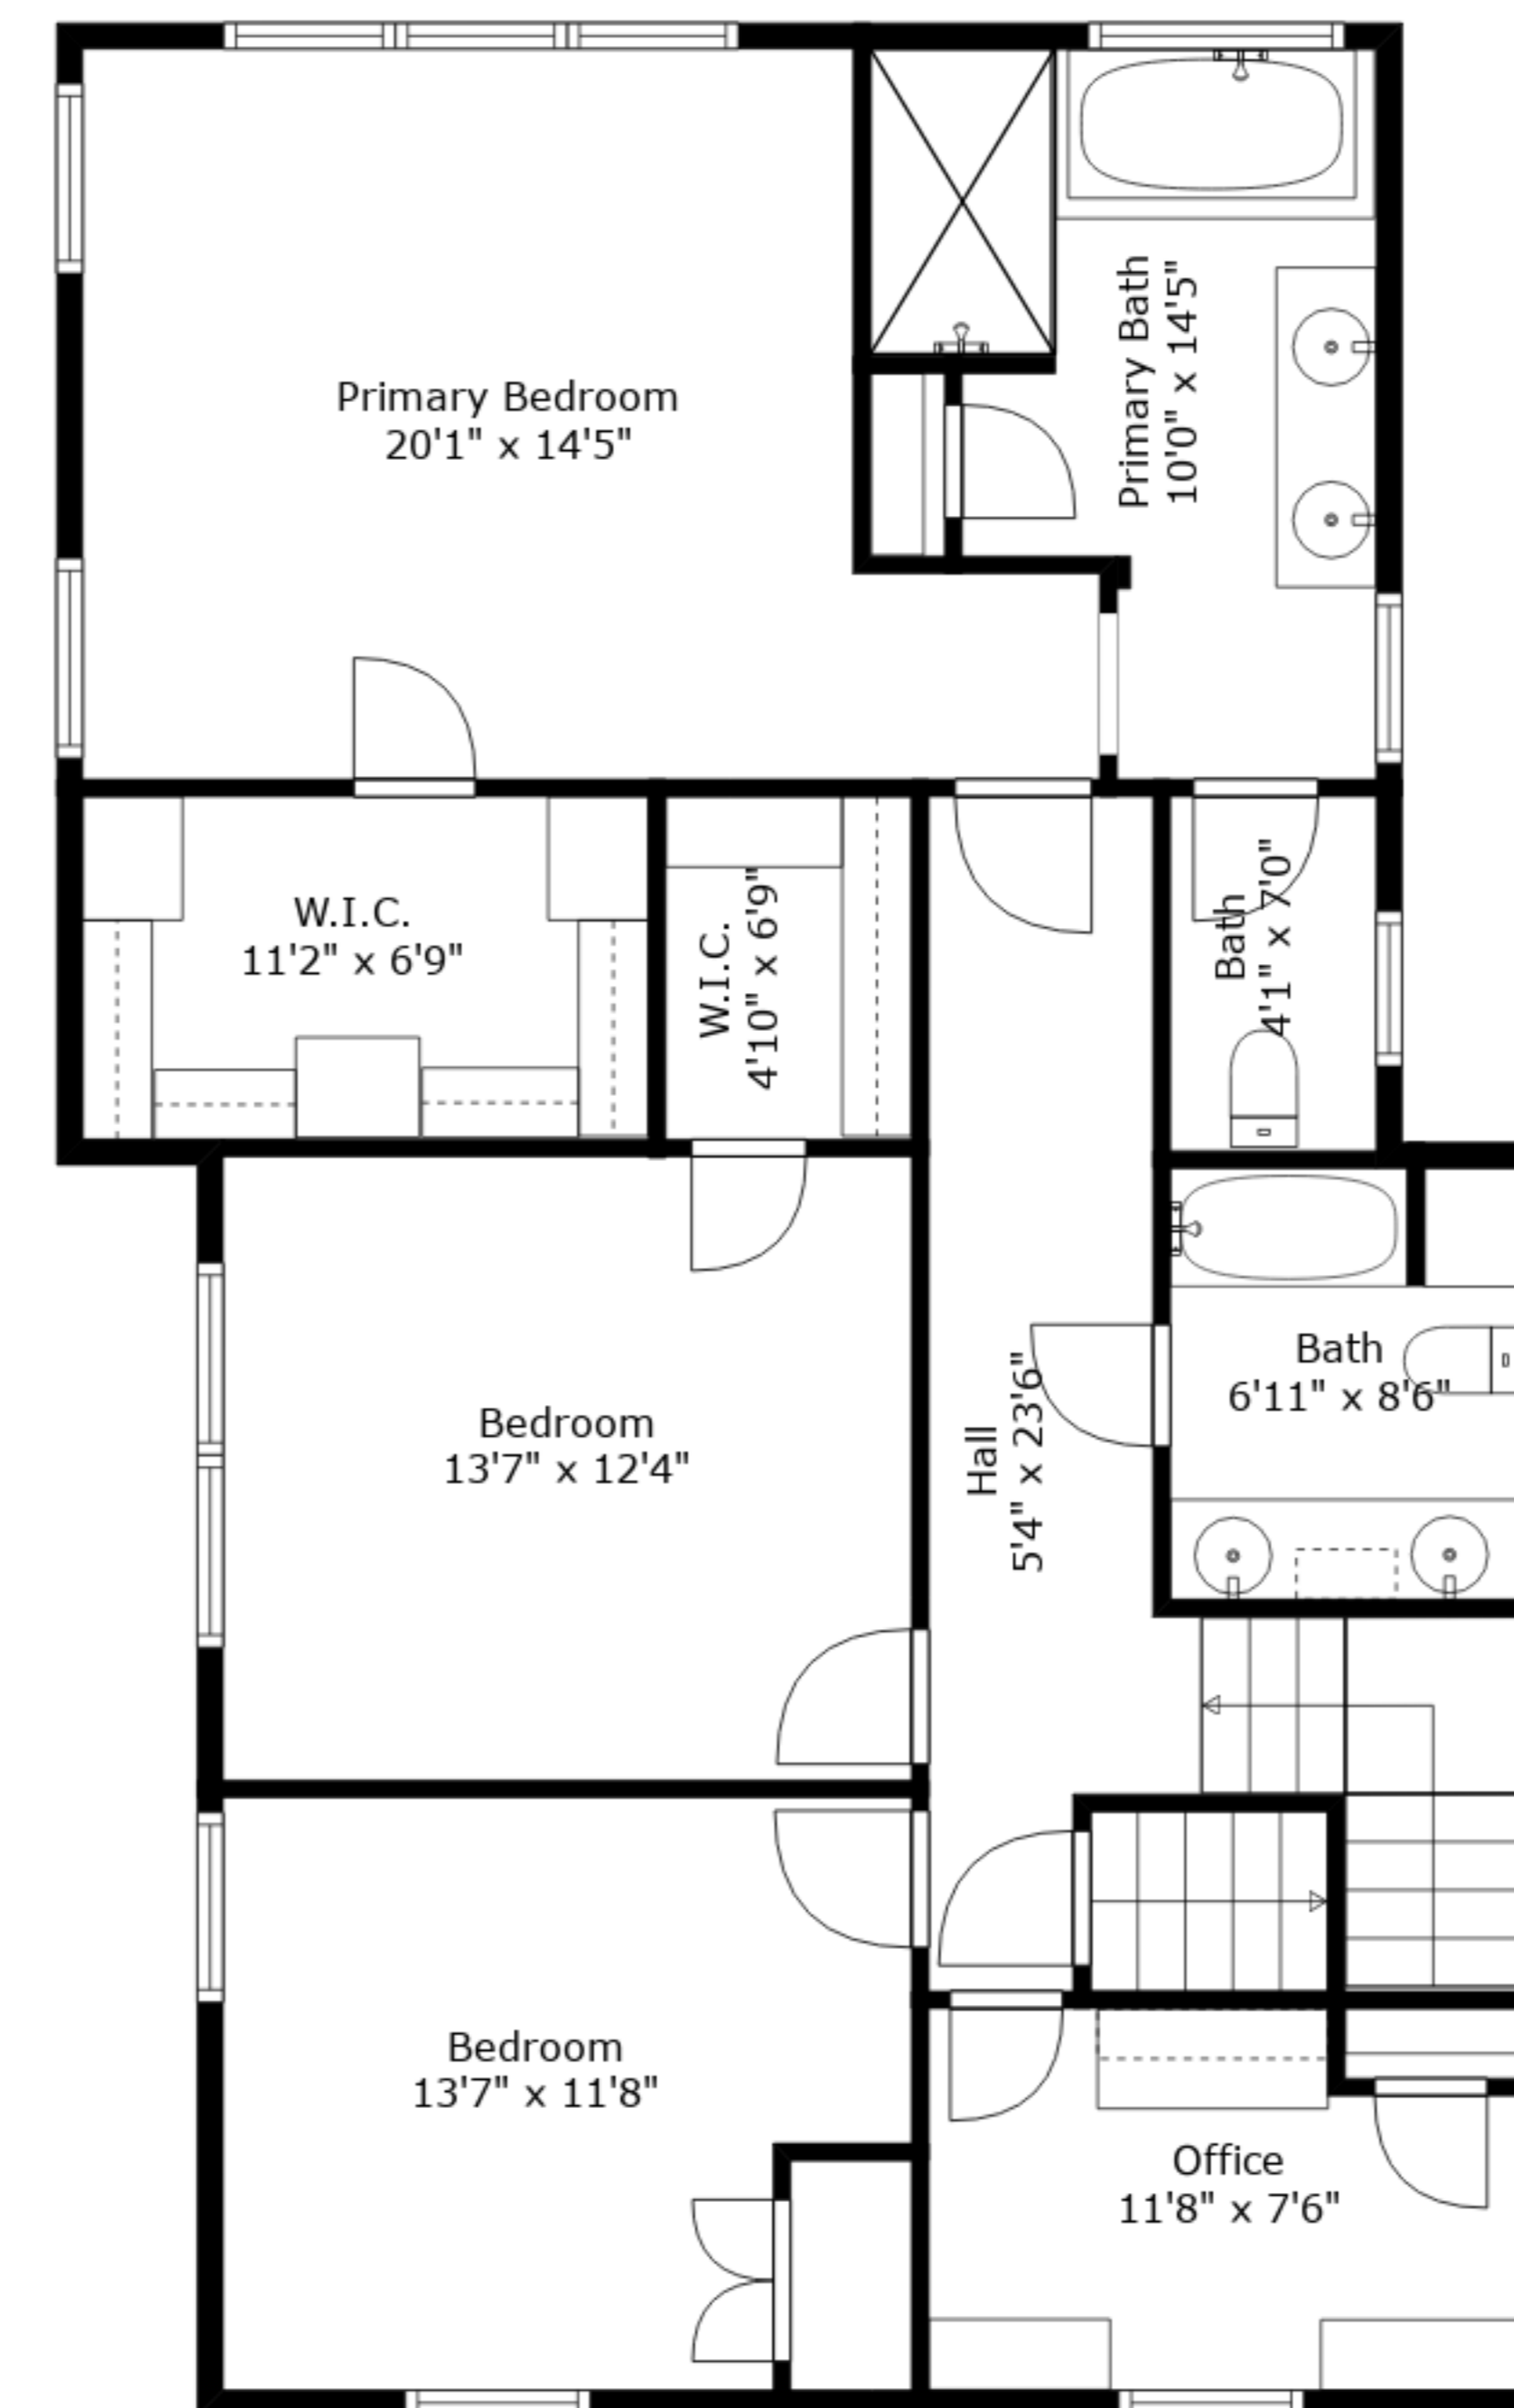 Primary Bedroom
20'1" x 14'5"
Primary Bath
10'0" x 14'5"
W.I.C.
11'2" x 6'9"
W.I.C.
4'10" x 6'9"
Bath
4'1" x 7'0"
Bedroom
13'7" x 12'4"
Hall
5'4" x 23'6"
Bath
6'11" x 8'6"
Bedroom
13'7" x 11'8"
Office
11'8" x 7'6"